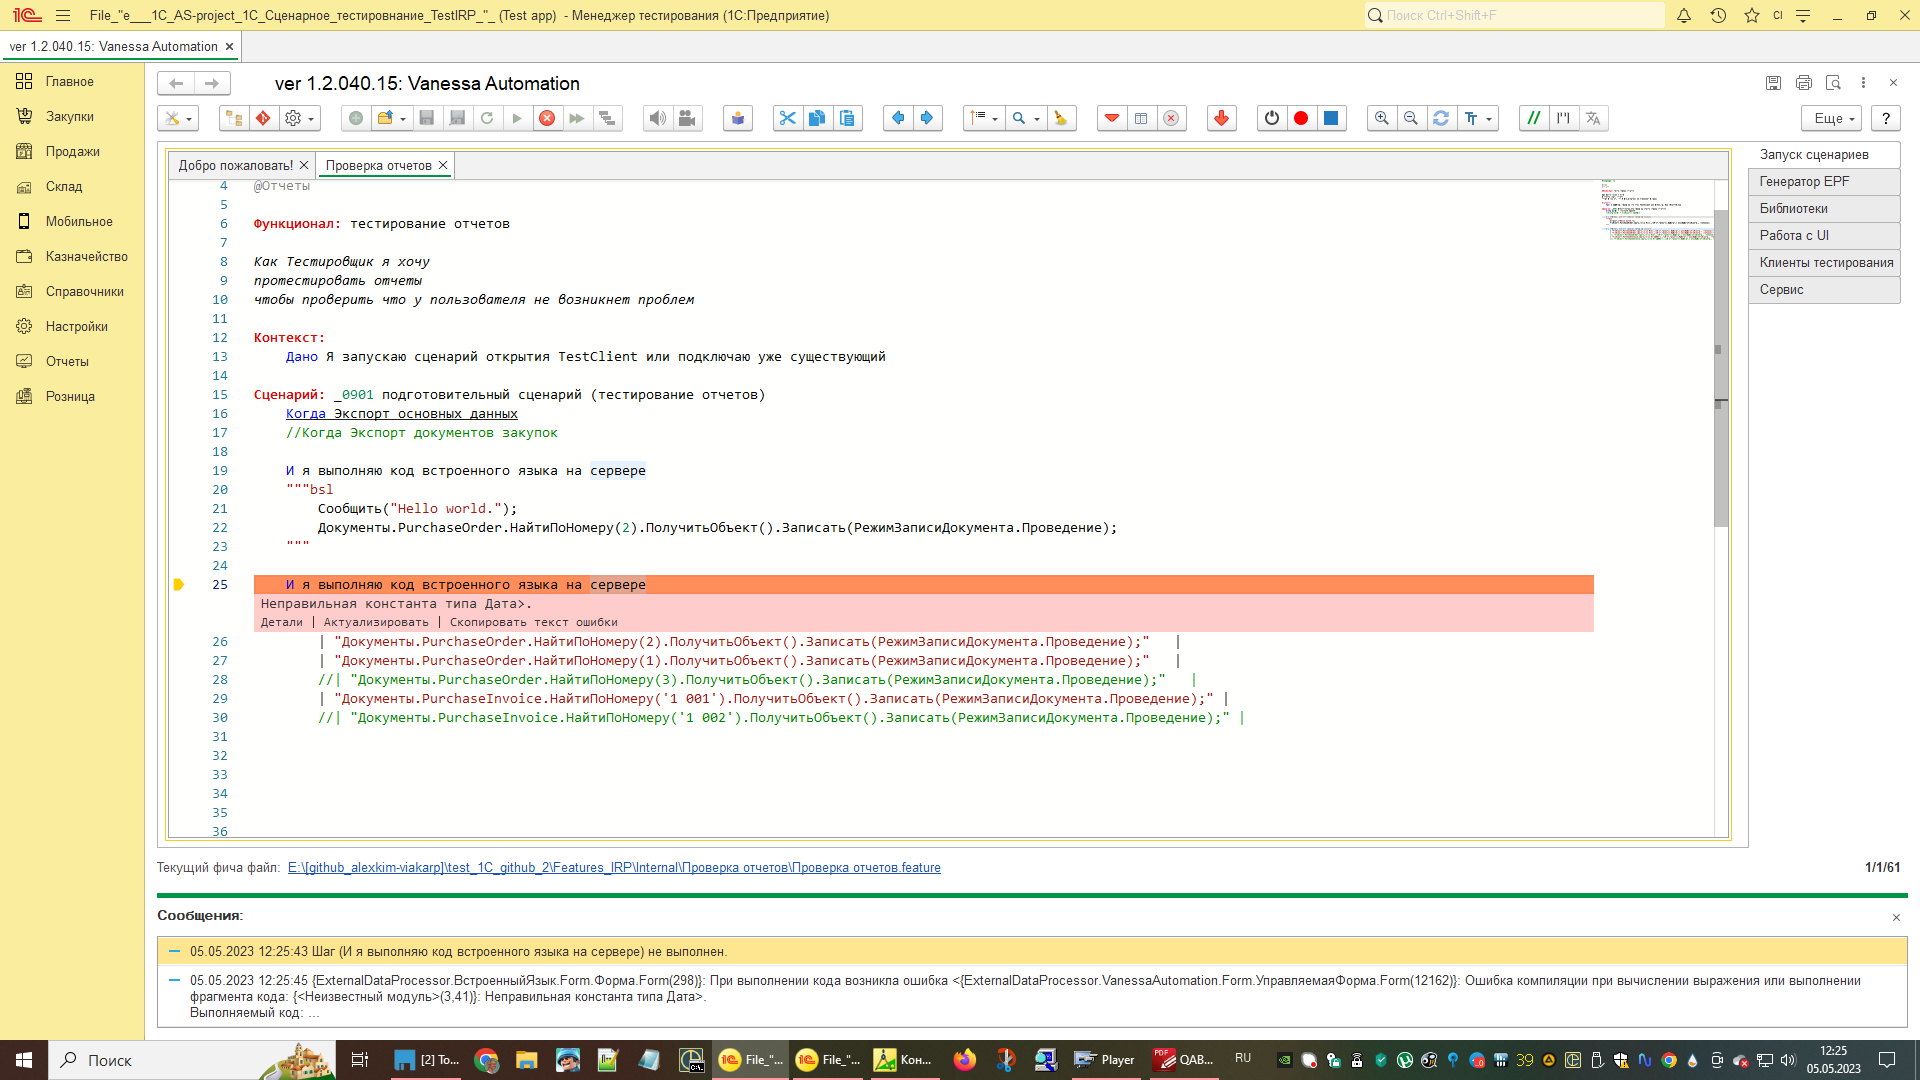 File_"e___1C_AS-project_1С_Сценарное_тестировнание_TestIRP_"_ (Test app) - Менеджер тестирования (1С:Предприятие)
Поиск Ctrl+Shift+F
CI
ver 1.2.040.15: Vanessa Automation
Главное
Закупки
Продажи
Склад
Мобильное
Казначейство
Справочники
Настройки
Отчеты
Розница
ver 1.2.040.15: Vanessa Automation
Еще
?
Добро пожаловать!
Проверка отчетов
Запуск сценариев
Генератор EPF
Библиотеки
Работа с UI
Клиенты тестирования
Сервис
4 @Отчеты
5
6 Функционал: тестирование отчетов
7
8 Как Тестировщик я хочу
9 протестировать отчеты
10 чтобы проверить что у пользователя не возникнет проблем
11
12 Контекст:
13 Дано Я запускаю сценарий открытия TestClient или подключаю уже существующий
14
15 Сценарий: _0901 подготовительный сценарий (тестирование отчетов)
16 Когда Экспорт основных данных
17 //Когда Экспорт документов закупок
18
19 И я выполняю код встроенного языка на сервере
20 """bsl
21 Сообщить("Hello world.");
22 Документы.PurchaseOrder.НайтиПоНомеру(2).ПолучитьОбъект().Записать(РежимЗаписиДокумента.Проведение);
23 """
24
25 И я выполняю код встроенного языка на сервере
Неправильная константа типа Дата>.
Детали | Актуализировать | Скопировать текст ошибки
26 | "Документы.PurchaseOrder.НайтиПоНомеру(2).ПолучитьОбъект().Записать(РежимЗаписиДокумента.Проведение);" |
27 | "Документы.PurchaseOrder.НайтиПоНомеру(1).ПолучитьОбъект().Записать(РежимЗаписиДокумента.Проведение);" |
28 //| "Документы.PurchaseOrder.НайтиПоНомеру(3).ПолучитьОбъект().Записать(РежимЗаписиДокумента.Проведение);" |
29 | "Документы.PurchaseInvoice.НайтиПоНомеру('1 001').ПолучитьОбъект().Записать(РежимЗаписиДокумента.Проведение);" |
30 //| "Документы.PurchaseInvoice.НайтиПоНомеру('1 002').ПолучитьОбъект().Записать(РежимЗаписиДокумента.Проведение);" |
31
32
33
34
35
36
Текущий фича файл: E:\[github_alexkim-viakarp]\test_1C_github_2\Features_IRP\Internal\Проверка отчетов\Проверка отчетов.feature
1/1/61
Сообщения:
05.05.2023 12:25:43 Шаг (И я выполняю код встроенного языка на сервере) не выполнен.
05.05.2023 12:25:45 {ExternalDataProcessor.ВстроенныйЯзык.Form.Форма.Form(298)}: При выполнении кода возникла ошибка <{ExternalDataProcessor.VanessaAutomation.Form.УправляемаяФорма.Form(12162)}: Ошибка компиляции при вычислении выражения или выполнении
фрагмента кода: {<Неизвестный модуль>(3,41)}: Неправильная константа типа Дата>.
Выполняемый код: ...
Поиск
[2] To...
File_"...
File_"...
Кон...
Player
QAB...
RU
39
12:25
05.05.2023